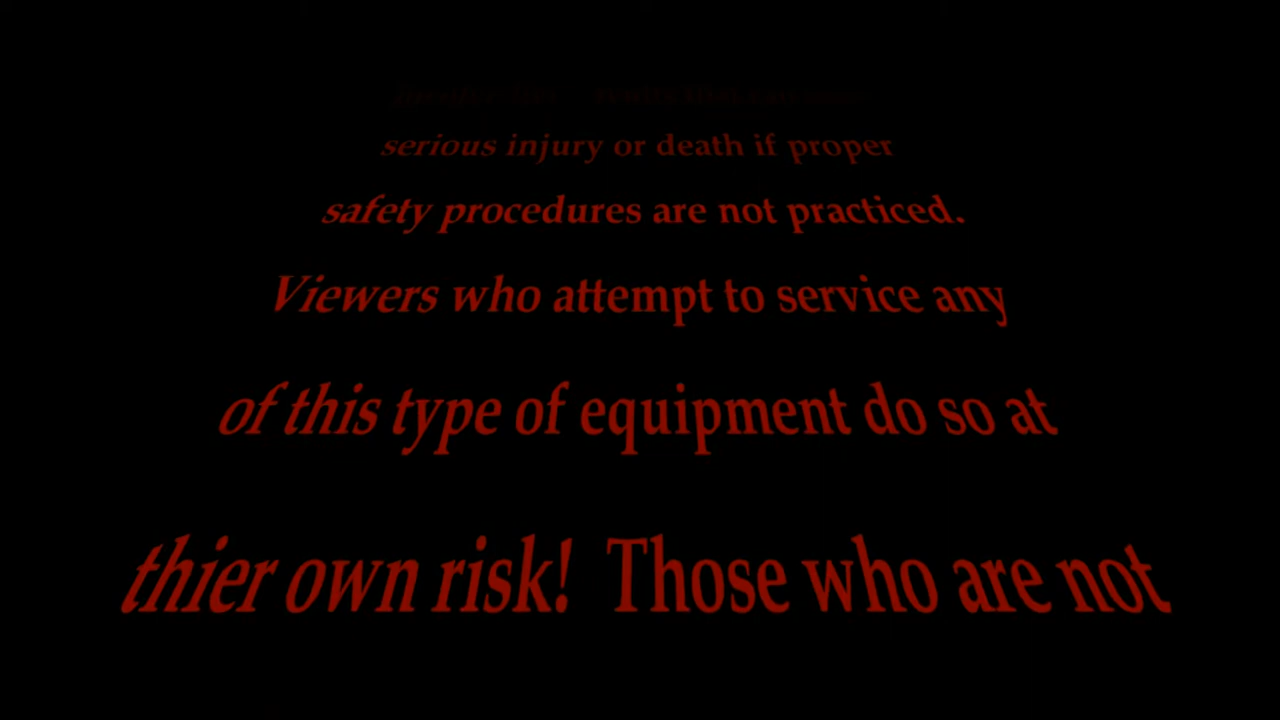 serious injury or death if proper
safety procedures are not practiced.
Viewers who attempt to service any
of this type of equipment do so at
thier own risk!  Those who are not